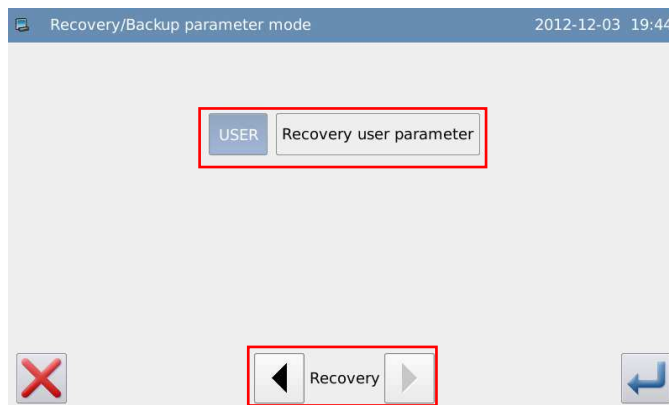 Recovery/Backup parameter mode 2012-12-03 19:44
USER Recovery user parameter
Recovery